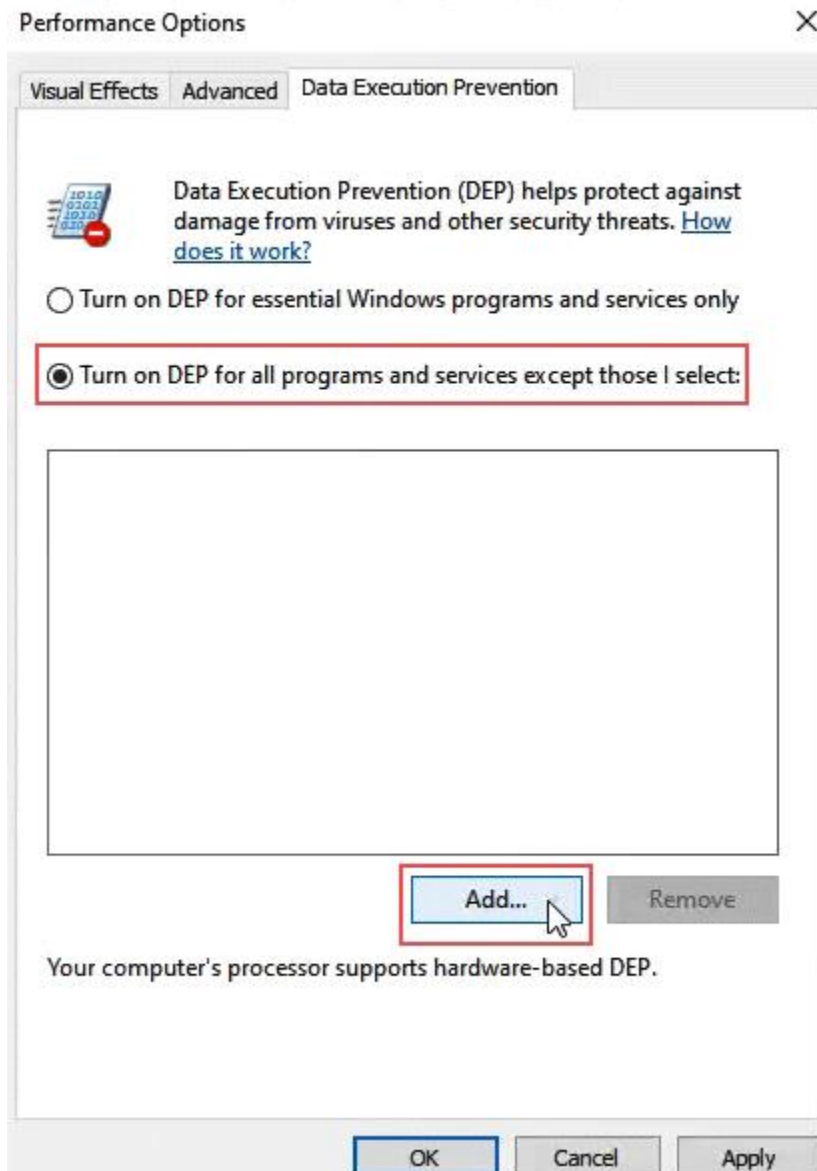 Performance Options
Visual Effects
Advanced
Data Execution Prevention
1010
0101
1010
Data Execution Prevention (DEP) helps protect against
damage from viruses and other security threats. How
does it work?
Turn on DEP for essential Windows programs and services only
Turn on DEP for all programs and services except those I select:
Add...
Remove
Your computer's processor supports hardware-based DEP.
OK
Cancel
Apply